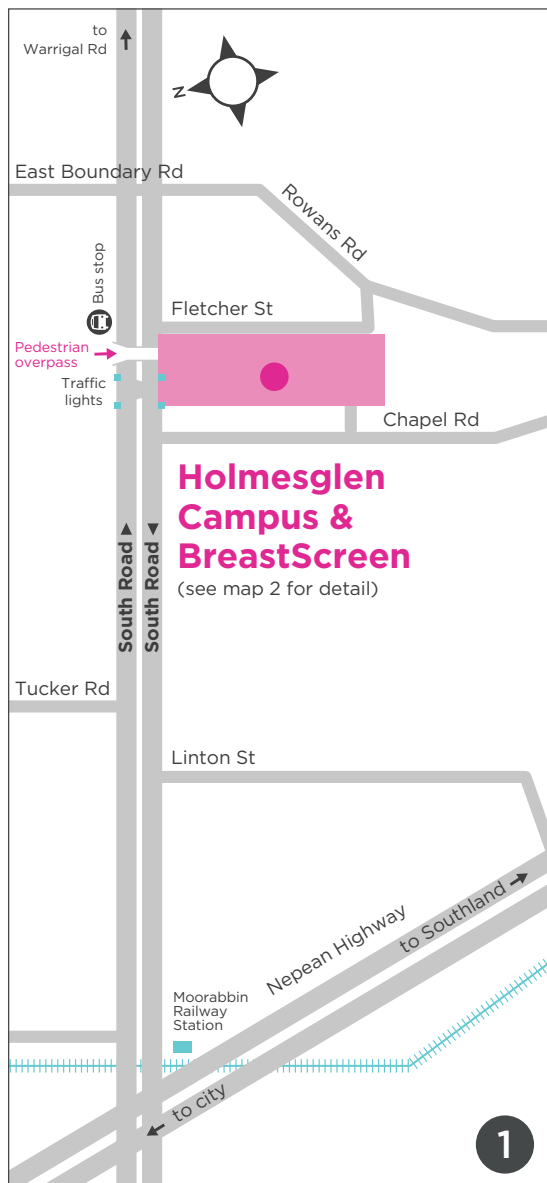 to
Warrigal Rd
N
East Boundary Rd
Rowans Rd
Bus stop
Fletcher St
Pedestrian
overpass
Traffic
lights
Chapel Rd
Holmesglen
Campus &
BreastScreen
(see map 2 for detail)
South Road
South Road
Tucker Rd
Linton St
Nepean Highway
to Southland
Moorabbin
Railway
Station
to city
1